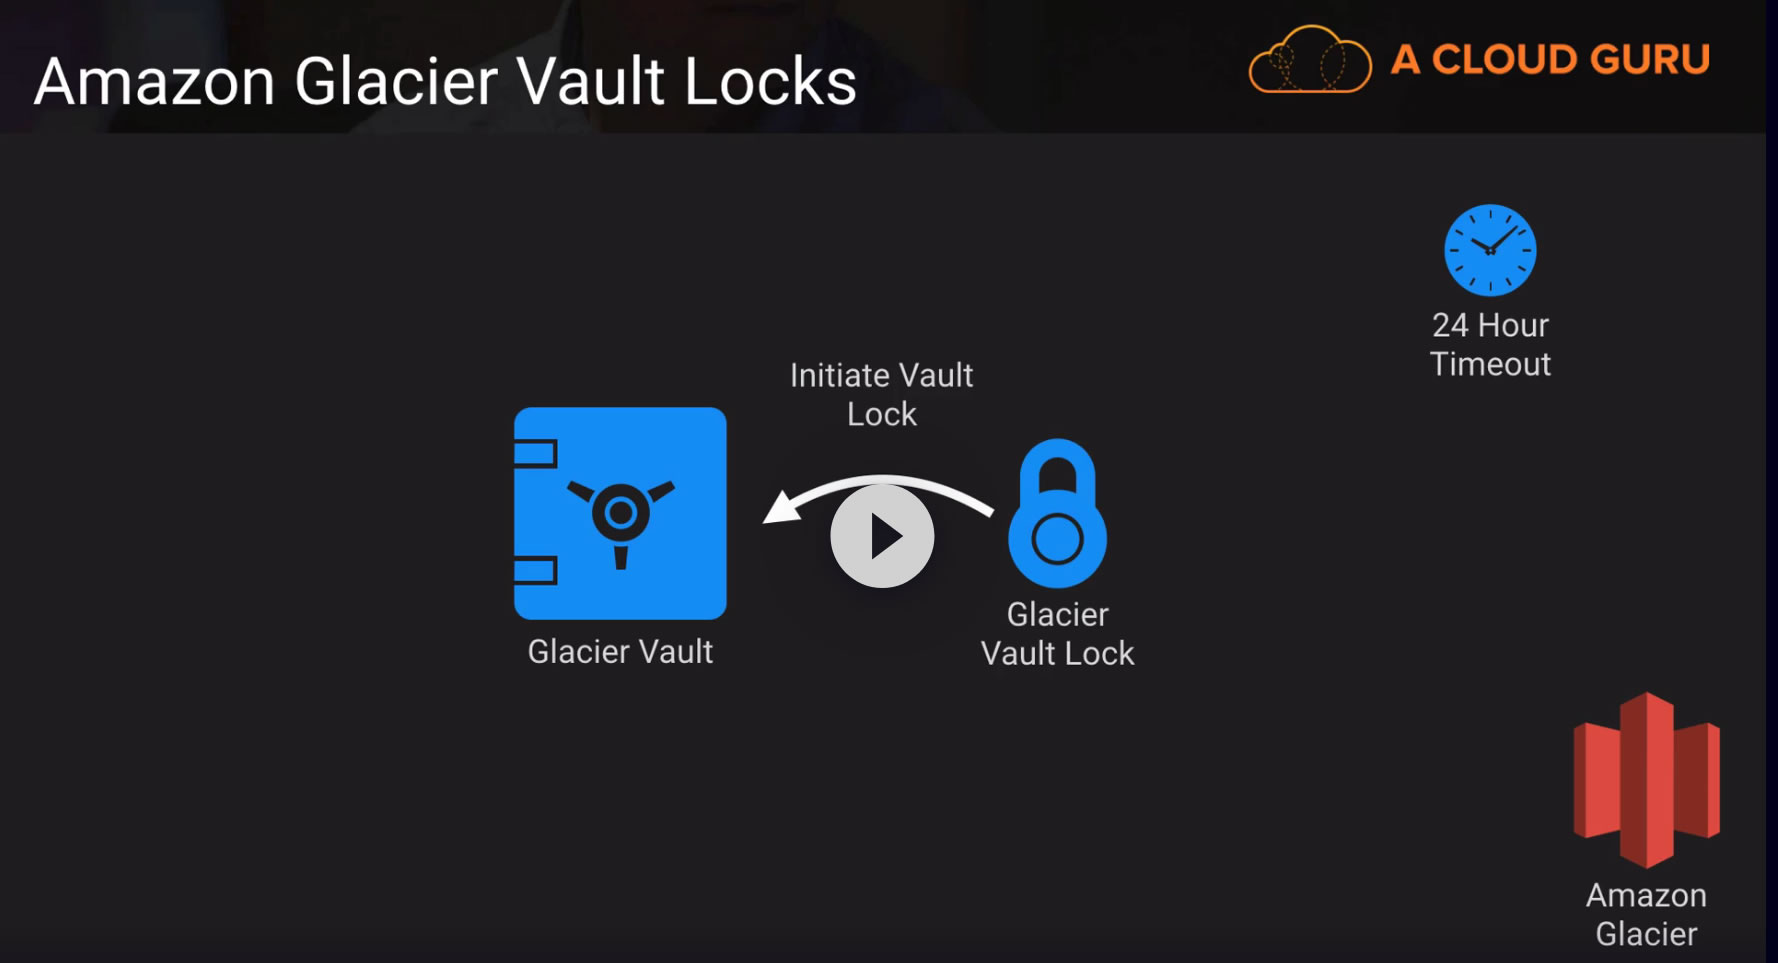 Amazon Glacier Vault Locks
A CLOUD GURU
24 Hour
Timeout
Initiate Vault
Lock
Glacier Vault
Glacier
Vault Lock
Amazon
Glacier